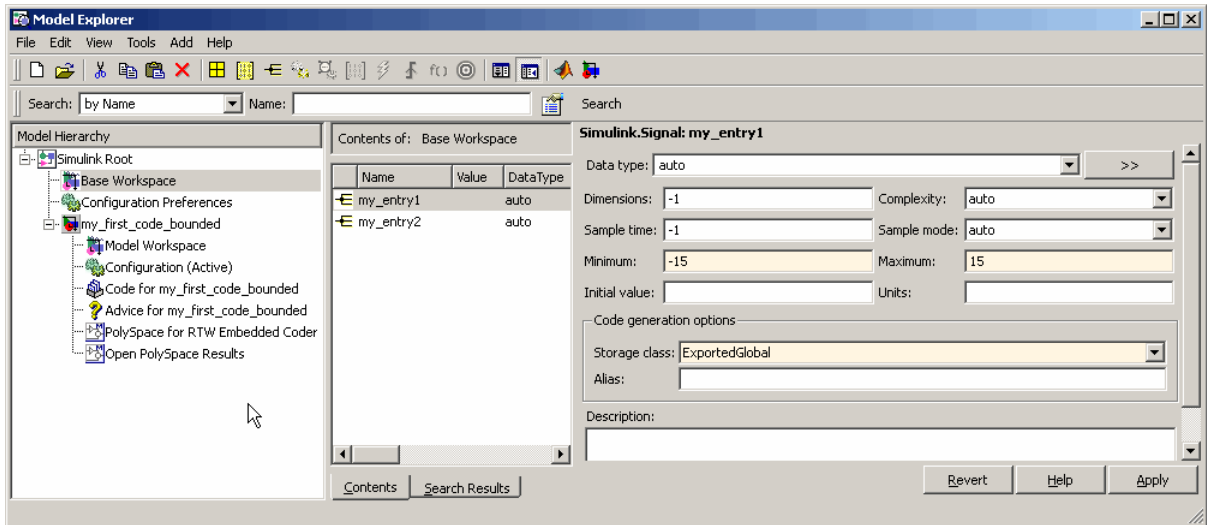 Model Explorer
File Edit View Tools Add Help
Search: by Name Name: Search
Model Hierarchy
Simulink Root
Base Workspace
Configuration Preferences
my_first_code_bounded
Model Workspace
Configuration (Active)
Code for my_first_code_bounded
Advice for my_first_code_bounded
PolySpace for RTW Embedded Coder
Open PolySpace Results
Contents of: Base Workspace
Name Value DataType
my_entry1 auto
my_entry2 auto
Contents Search Results
Simulink.Signal: my_entry1
Data type: auto >>
Dimensions: -1 Complexity: auto
Sample time: -1 Sample mode: auto
Minimum: -15 Maximum: 15
Initial value: Units:
Code generation options
Storage class: ExportedGlobal
Alias:
Description:
Revert Help Apply